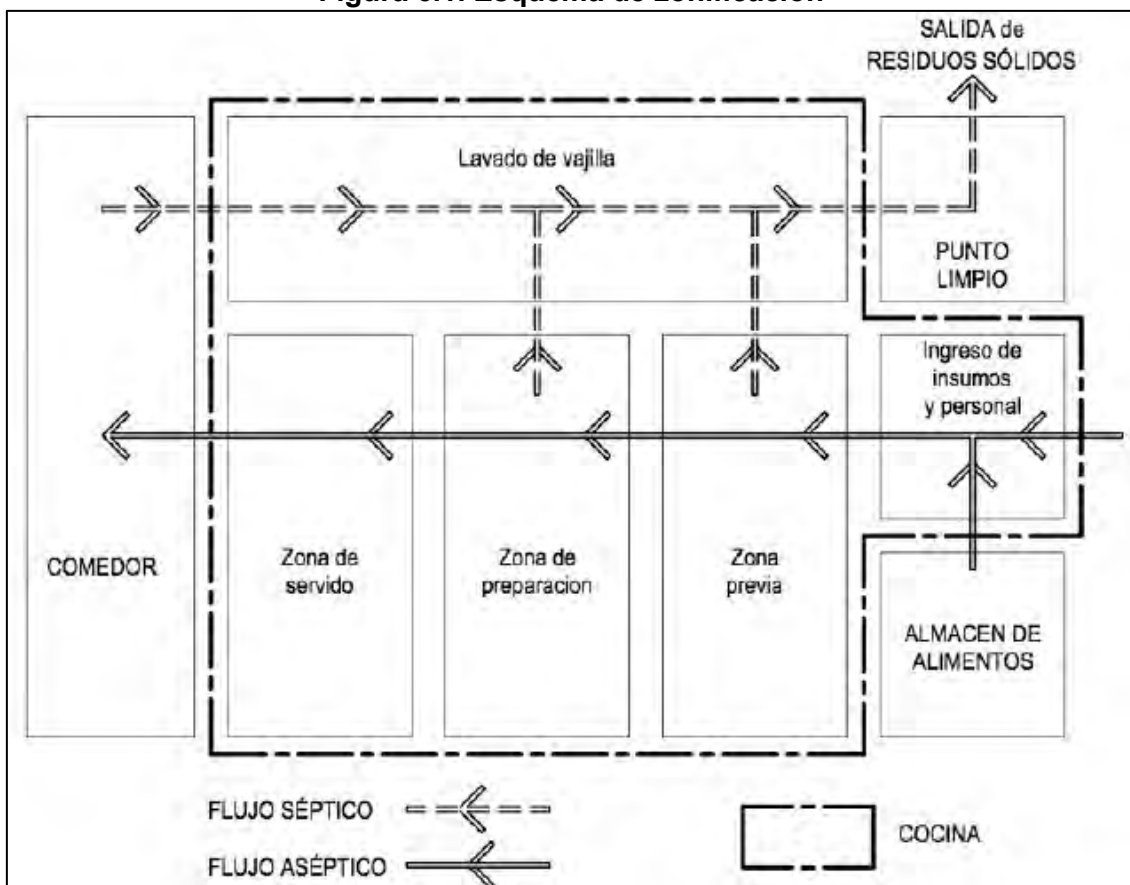 SALIDA de
RESIDUOS SÓLIDOS
Lavado de vajilla
PUNTO
LIMPIO
Ingreso de
insumos
y personal
COMEDOR
Zona de
servido
Zona de
preparacion
Zona
previa
ALMACEN DE
ALIMENTOS
FLUJO SÉPTICO
FLUJO ASÉPTICO
COCINA